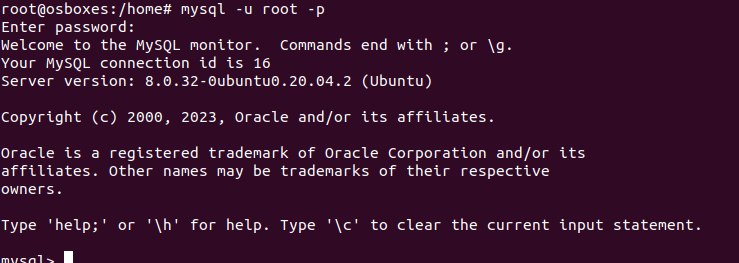 root@osboxes:/home# mysql -u root -p
Enter password:
Welcome to the MySQL monitor.  Commands end with ; or \g.
Your MySQL connection id is 16
Server version: 8.0.32-0ubuntu0.20.04.2 (Ubuntu)

Copyright (c) 2000, 2023, Oracle and/or its affiliates.

Oracle is a registered trademark of Oracle Corporation and/or its
affiliates. Other names may be trademarks of their respective
owners.

Type 'help;' or '\h' for help. Type '\c' to clear the current input statement.

mysql>